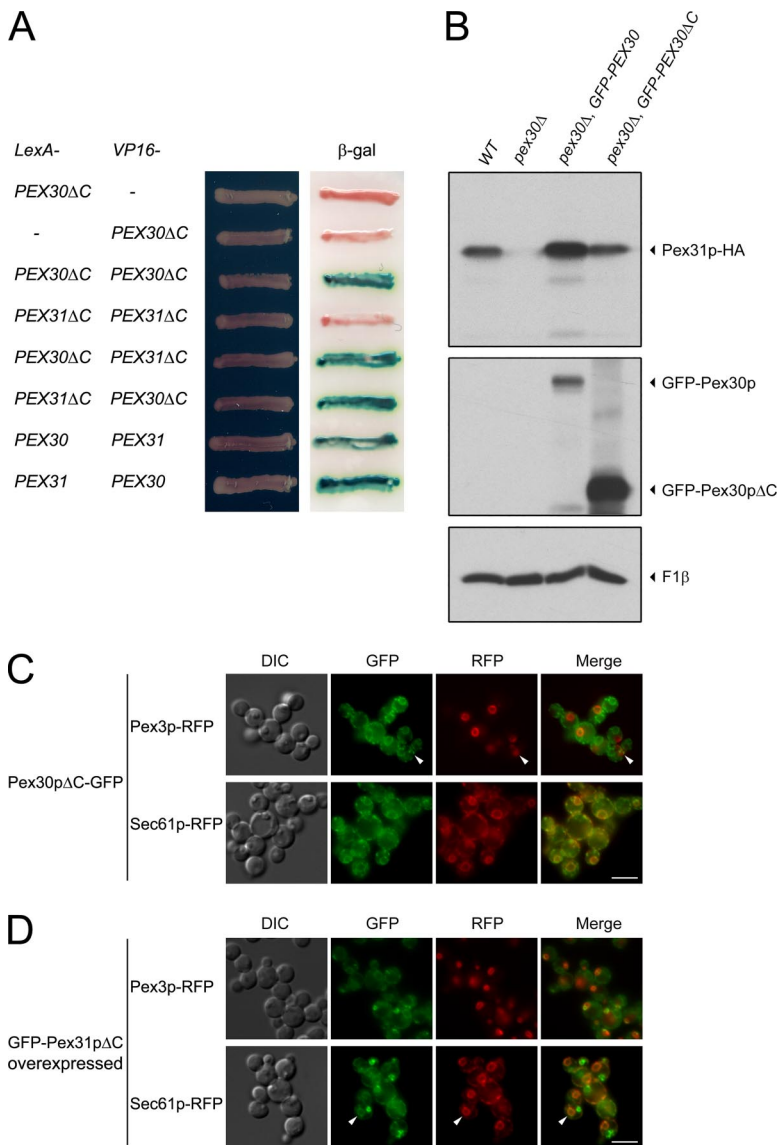 A
LexA- VP16- β-gal
PEX30ΔC -
- PEX30ΔC
PEX30ΔC PEX30ΔC
PEX31ΔC PEX31ΔC
PEX30ΔC PEX31ΔC
PEX31ΔC PEX30ΔC
PEX30 PEX31
PEX31 PEX30
B
WT
pex30Δ
pex30Δ, GFP-PEX30
pex30Δ, GFP-PEX30ΔC
Pex31p-HA
GFP-Pex30p
GFP-Pex30pΔC
F1β
C
DIC GFP RFP Merge
Pex30pΔC-GFP
Pex3p-RFP
Sec61p-RFP
D
DIC GFP RFP Merge
GFP-Pex31pΔC
overexpressed
Pex3p-RFP
Sec61p-RFP